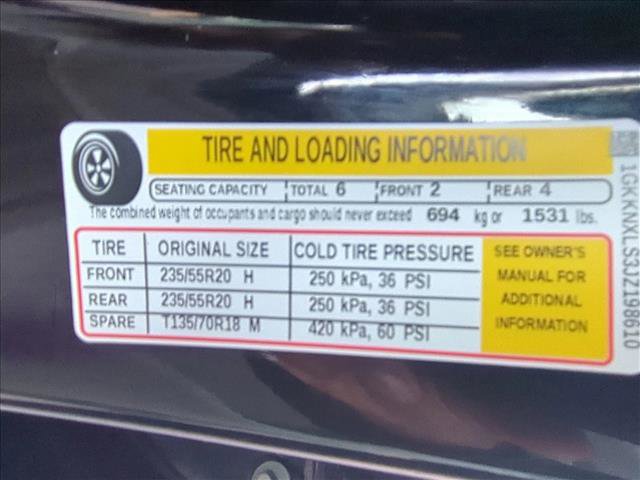 TIRE AND LOADING INFORMATION
SEATING CAPACITY TOTAL 6 FRONT 2 REAR 4
The combined weight of occupants and cargo should never exceed 694 kg or 1531 lbs.
TIRE ORIGINAL SIZE COLD TIRE PRESSURE
FRONT 235/55R20 H 250 kPa, 36 PSI
REAR 235/55R20 H 250 kPa, 36 PSI
SPARE T135/70R18 M 420 kPa, 60 PSI
SEE OWNER'S
MANUAL FOR
ADDITIONAL
INFORMATION
1GKKNXLS3JZ198610